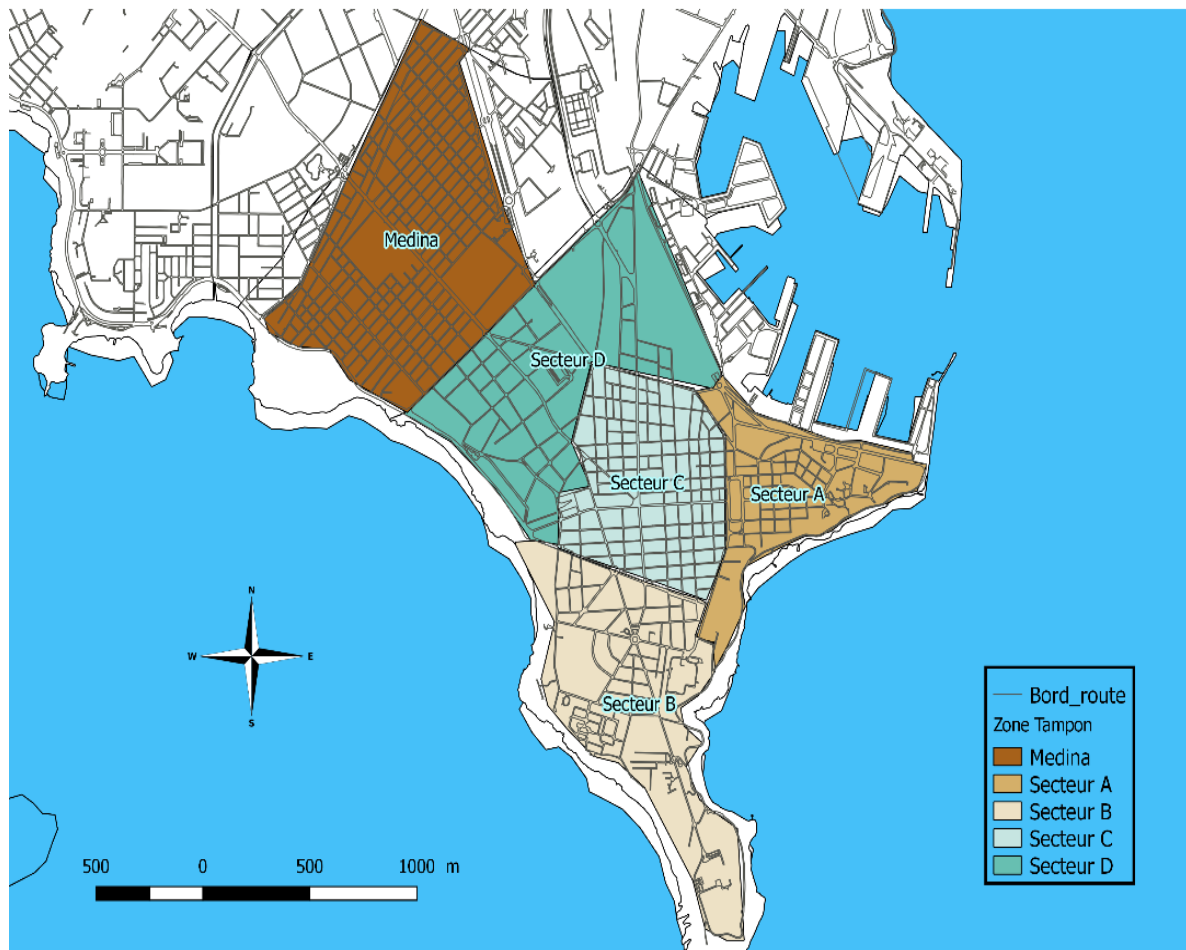 Medina
Secteur D
Secteur C
Secteur A
Secteur B
N
W E
S
500 0 500 1000 m
Bord_route
Zone Tampon
Medina
Secteur A
Secteur B
Secteur C
Secteur D